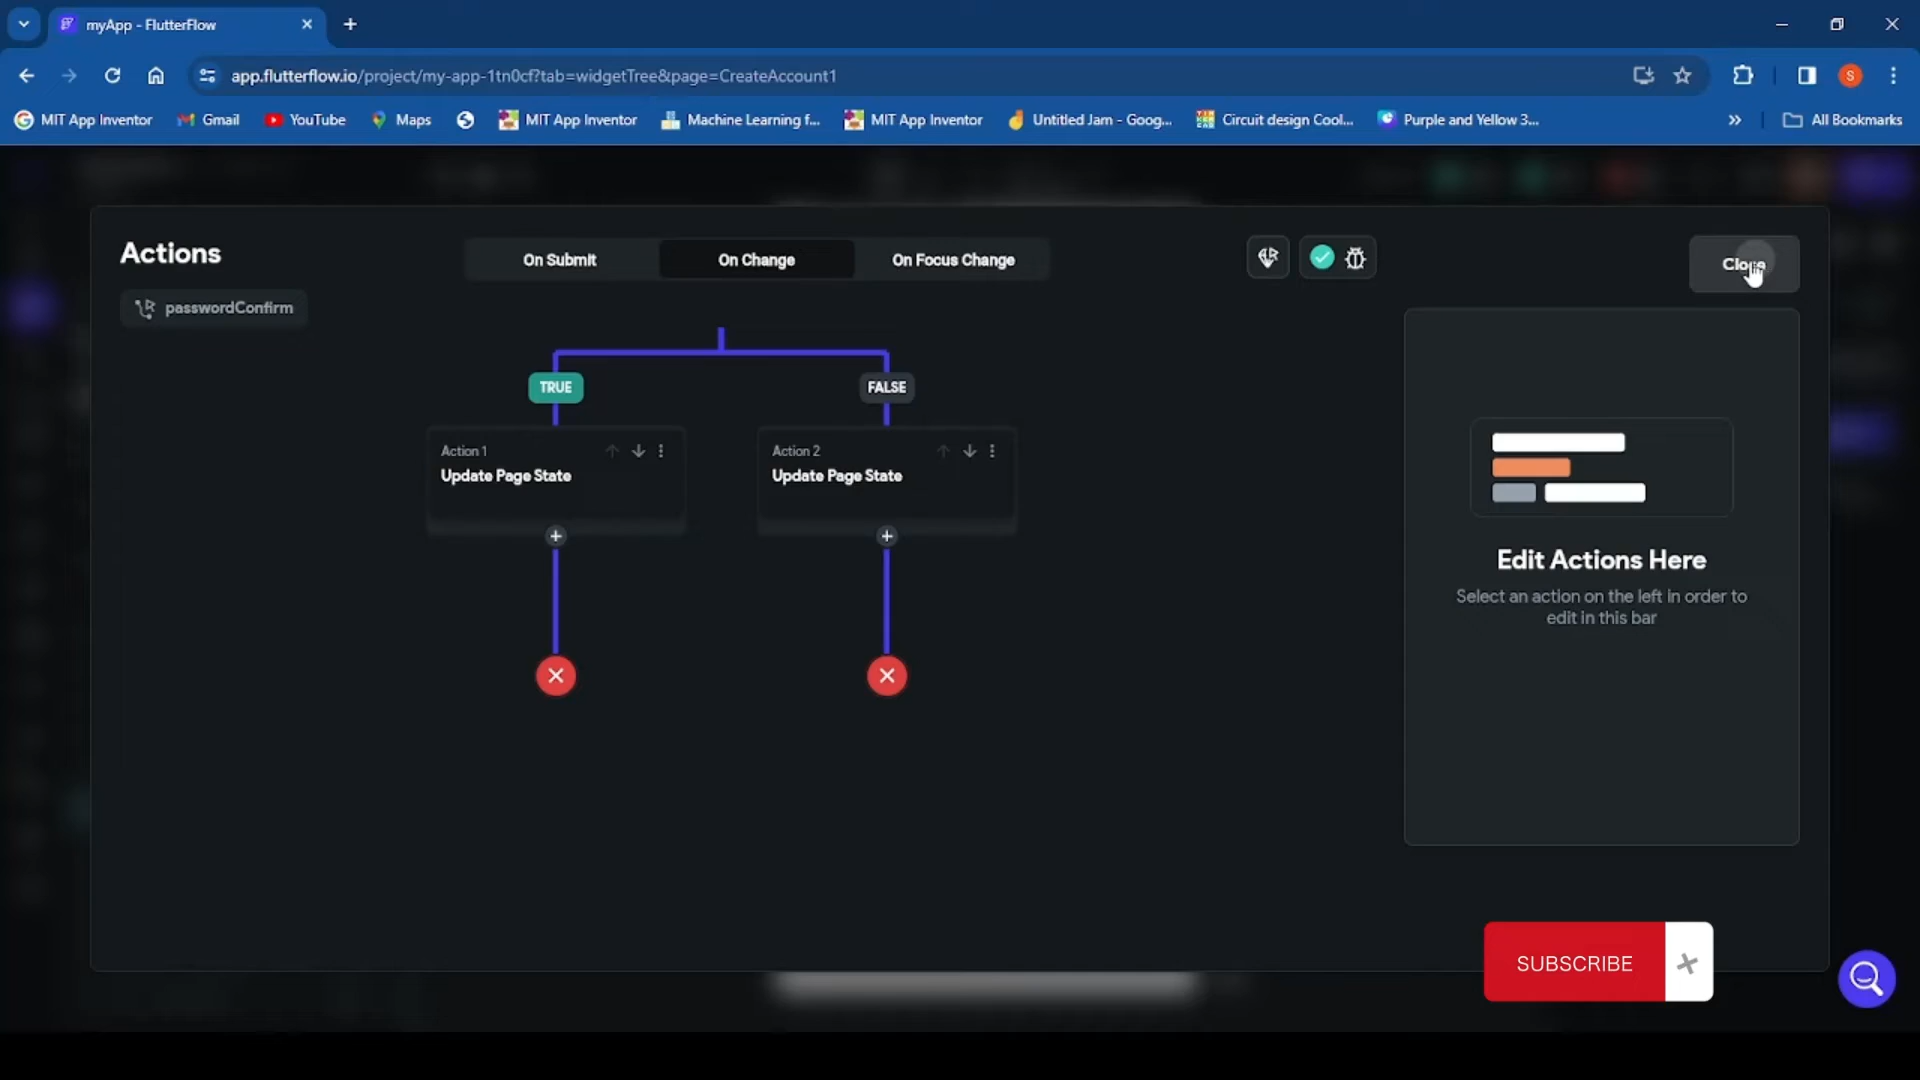 myApp - FlutterFlow
app.flutterflow.io/project/my-app-1tn0cf?tab=widgetTree&page=CreateAccount1
S
MIT App Inventor
Gmail
YouTube
Maps
MIT App Inventor
Machine Learning f...
MIT App Inventor
Untitled Jam - Goog...
Circuit design Cool...
Purple and Yellow 3...
All Bookmarks
Actions
On Submit
On Change
On Focus Change
Close
passwordConfirm
TRUE
FALSE
Action 1
Update Page State
Action 2
Update Page State
Edit Actions Here
Select an action on the left in order to
edit in this bar
SUBSCRIBE